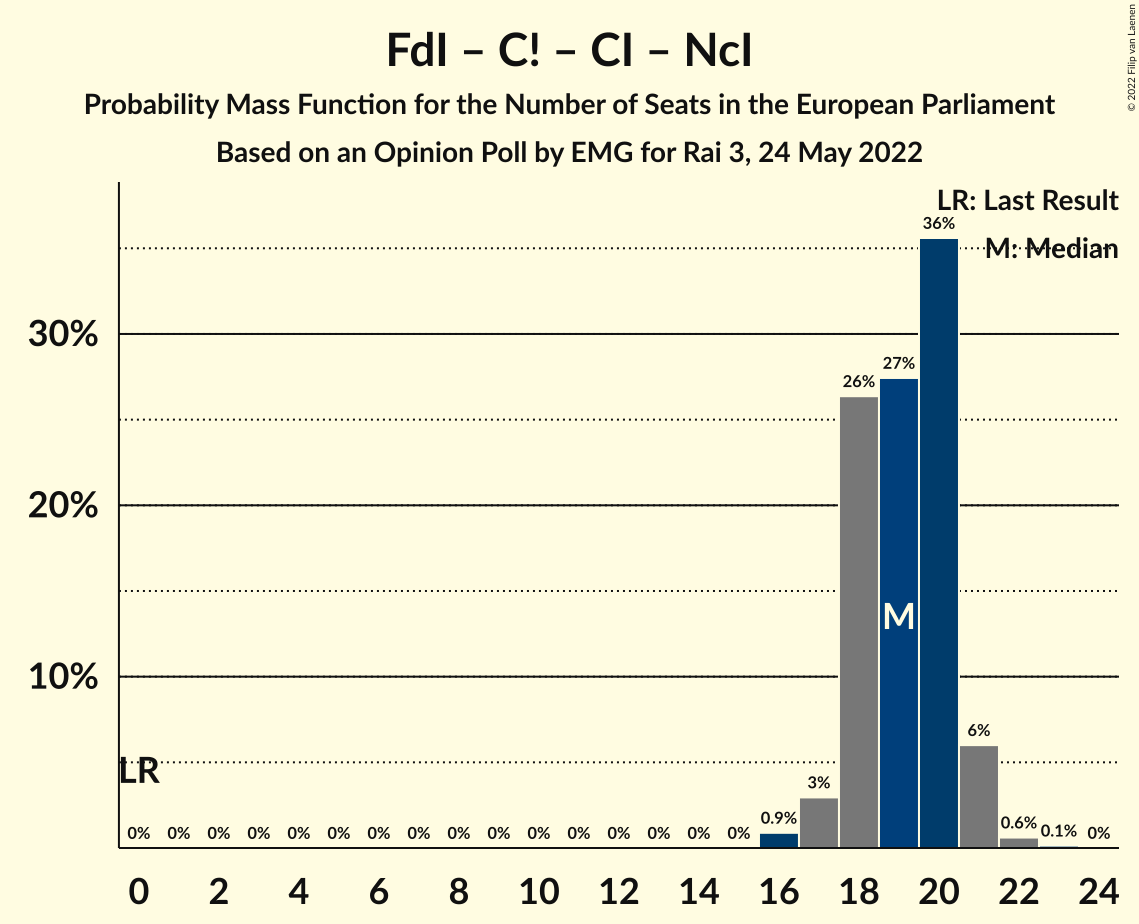 FdI – C! – CI – NcI
Probability Mass Function for the Number of Seats in the European Parliament
Based on an Opinion Poll by EMG for Rai 3, 24 May 2022
© 2022 Filip van Laenen
LR: Last Result
M: Median
30%
20%
10%
LR
M
0% 0% 0% 0% 0% 0% 0% 0% 0% 0% 0% 0% 0% 0% 0% 0% 0.9% 3% 26% 27% 36% 6% 0.6% 0.1% 0%
0 2 4 6 8 10 12 14 16 18 20 22 24